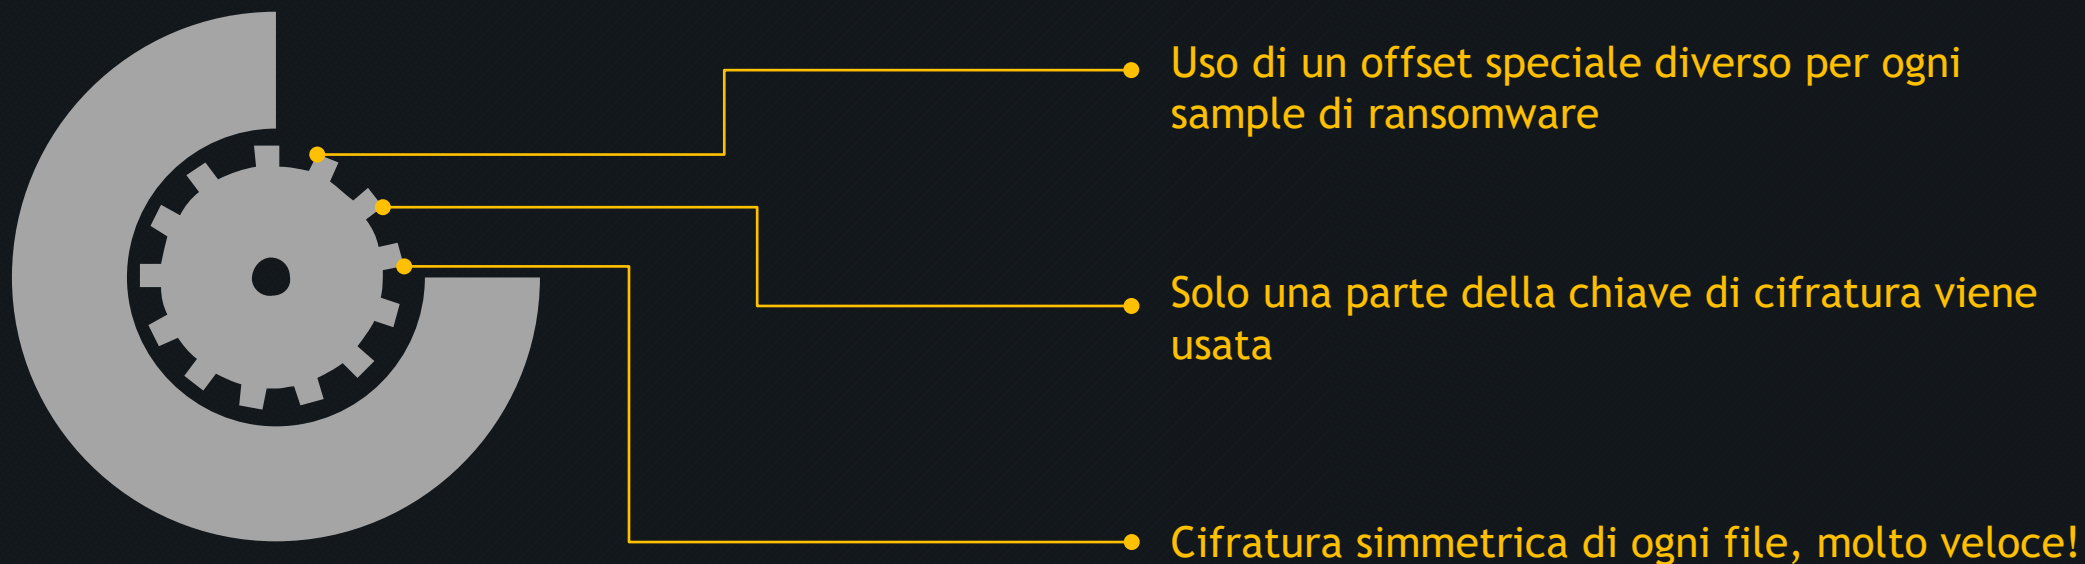 Uso di un offset speciale diverso per ogni
sample di ransomware
Solo una parte della chiave di cifratura viene
usata
Cifratura simmetrica di ogni file, molto veloce!